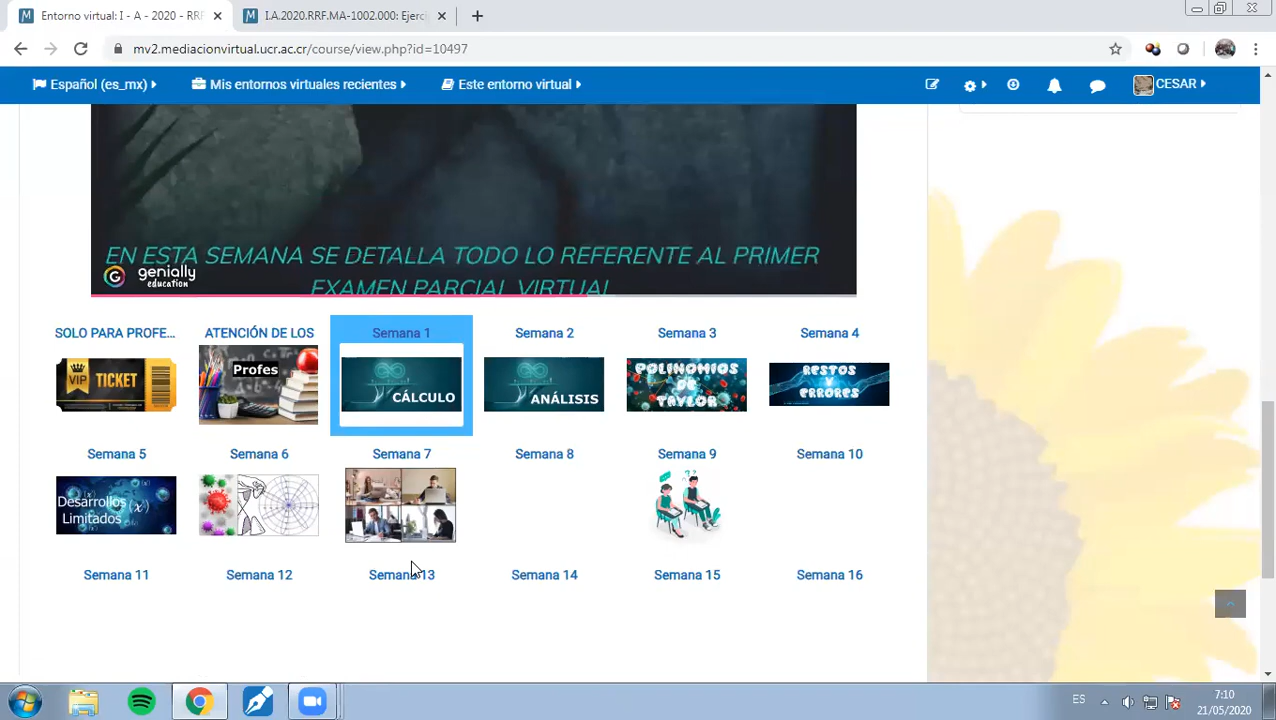 Entorno virtual: I - A - 2020 - RRF
I.A.2020.RRF.MA-1002.000: Ejerci
mv2.mediacionvirtual.ucr.ac.cr/course/view.php?id=10497
Español (es_mx)
Mis entornos virtuales recientes
Este entorno virtual
CESAR
EN ESTA SEMANA SE DETALLA TODO LO REFERENTE AL PRIMER
EXAMEN PARCIAL VIRTUAL
genially
education
SOLO PARA PROFE...
ATENCIÓN DE LOS
Semana 1
Semana 2
Semana 3
Semana 4
VIP TICKET
Profes
CÁLCULO
ANÁLISIS
POLINOMIOS
DE
TAYLOR
RESTOS
Y
ERRORES
Semana 5
Semana 6
Semana 7
Semana 8
Semana 9
Semana 10
Desarrollos
Limitados (x)
Semana 11
Semana 12
Semana 13
Semana 14
Semana 15
Semana 16
ES
7:10
21/05/2020